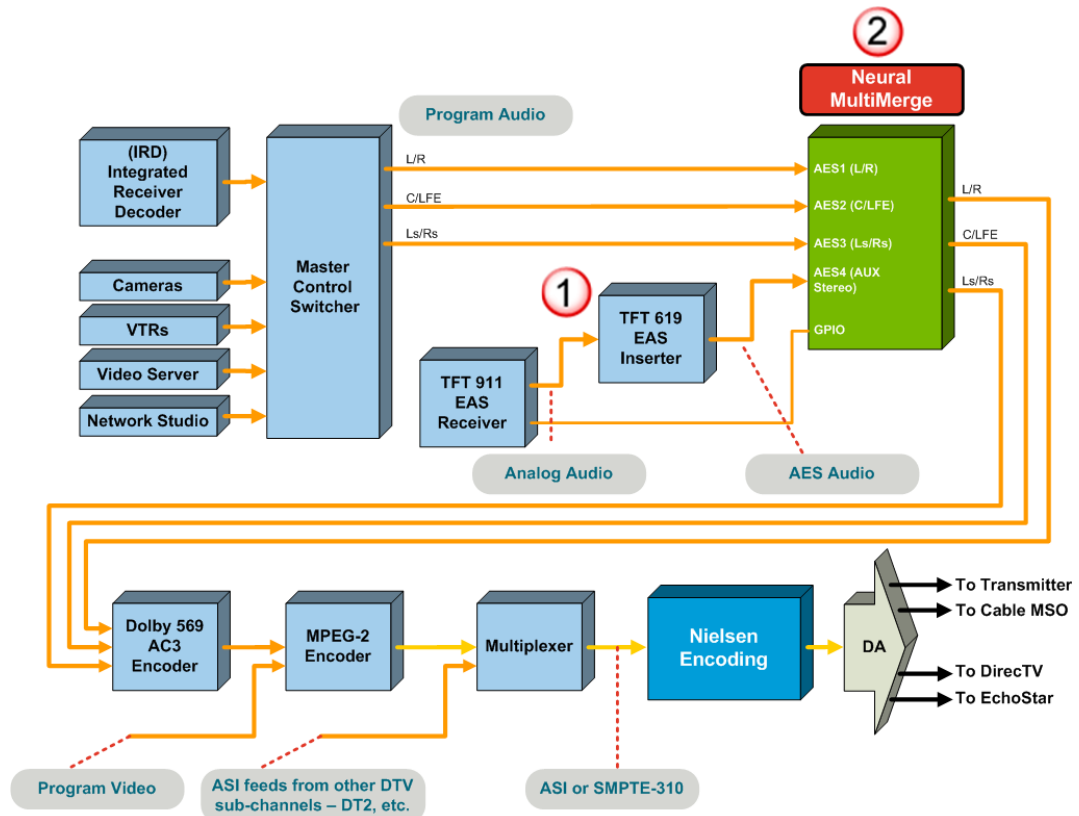 2
Neural
MultiMerge
Program Audio
(IRD)
Integrated
Receiver
Decoder
Cameras
VTRs
Video Server
Network Studio
Master
Control
Switcher
L/R
C/LFE
Ls/Rs
AES1 (L/R)
AES2 (C/LFE)
AES3 (Ls/Rs)
AES4 (AUX
Stereo)
GPIO
L/R
C/LFE
Ls/Rs
1
TFT 619
EAS
Inserter
TFT 911
EAS
Receiver
Analog Audio
AES Audio
Dolby 569
AC3
Encoder
MPEG-2
Encoder
Multiplexer
Nielsen
Encoding
DA
To Transmitter
To Cable MSO
To DirecTV
To EchoStar
Program Video
ASI feeds from other DTV
sub-channels – DT2, etc.
ASI or SMPTE-310